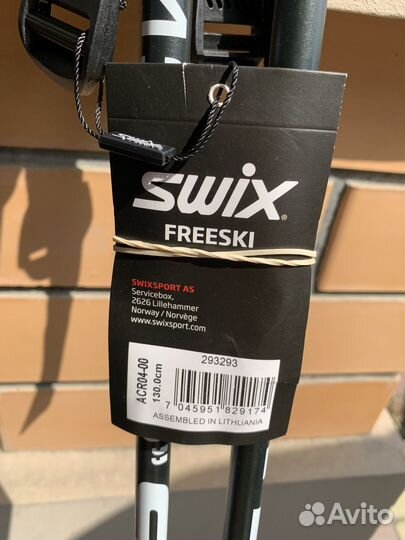 SWIX
SWIX
FREESKI
SWIXSPORT AS
Servicebox,
2626 Lillehammer
Norway / Norvège
www.swixsport.com
ACR04-00
130.0cm
293293
7 045951 829174
ASSEMBLED IN LITHUANIA
Avito